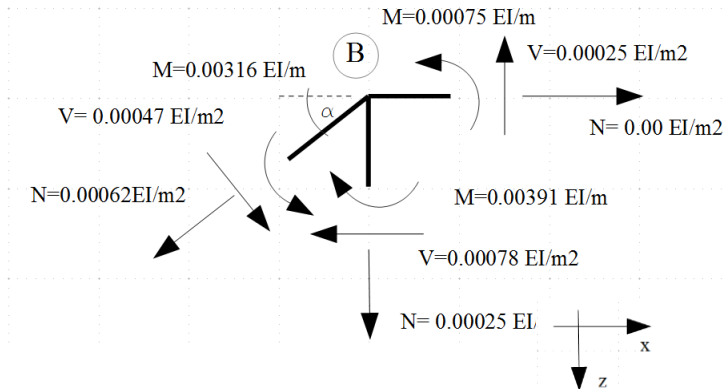 M=0.00075 EI/m
B
V=0.00025 EI/m2
M=0.00316 EI/m
α
V= 0.00047 EI/m2
N= 0.00 EI/m2
N=0.00062EI/m2
M=0.00391 EI/m
V=0.00078 EI/m2
N= 0.00025 EI/
x
z